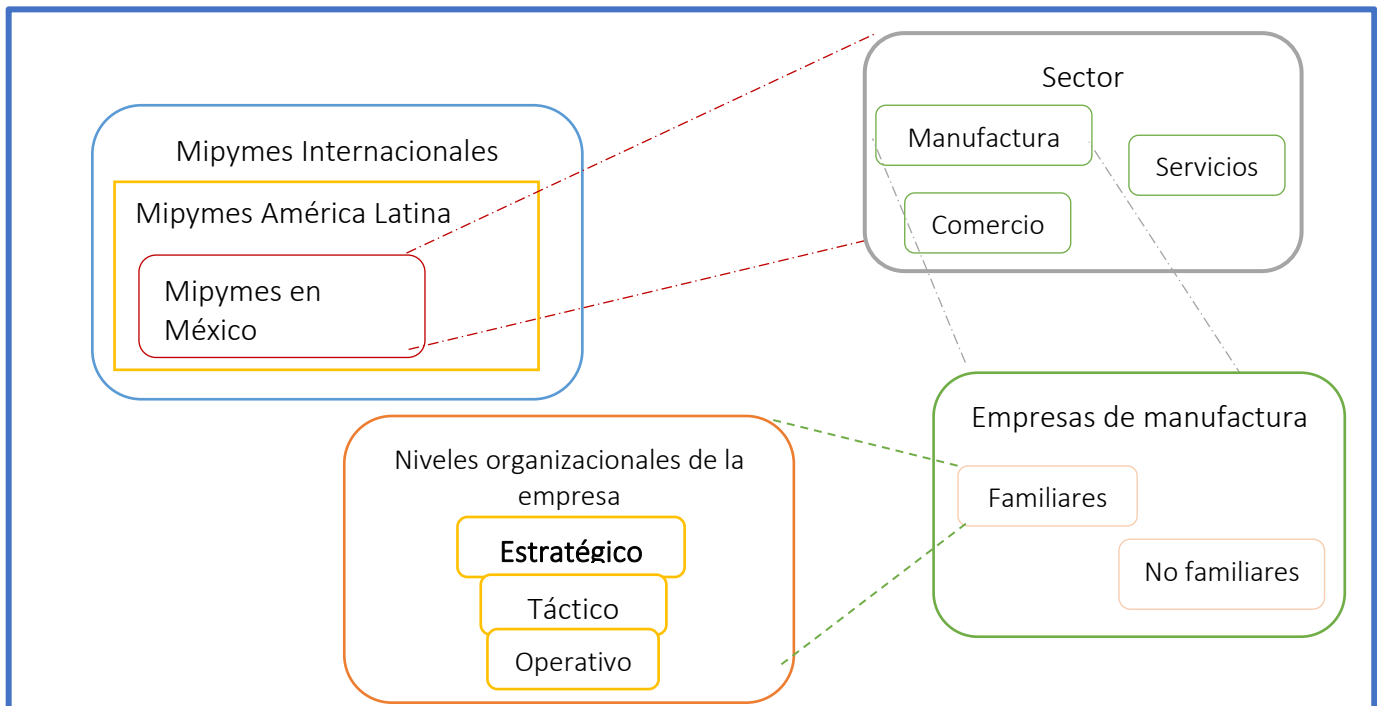 Sector
Manufactura
Servicios
Comercio
Mipymes Internacionales
Mipymes América Latina
Mipymes en
México
Empresas de manufactura
Familiares
No familiares
Niveles organizacionales de la
empresa
Estratégico
Táctico
Operativo